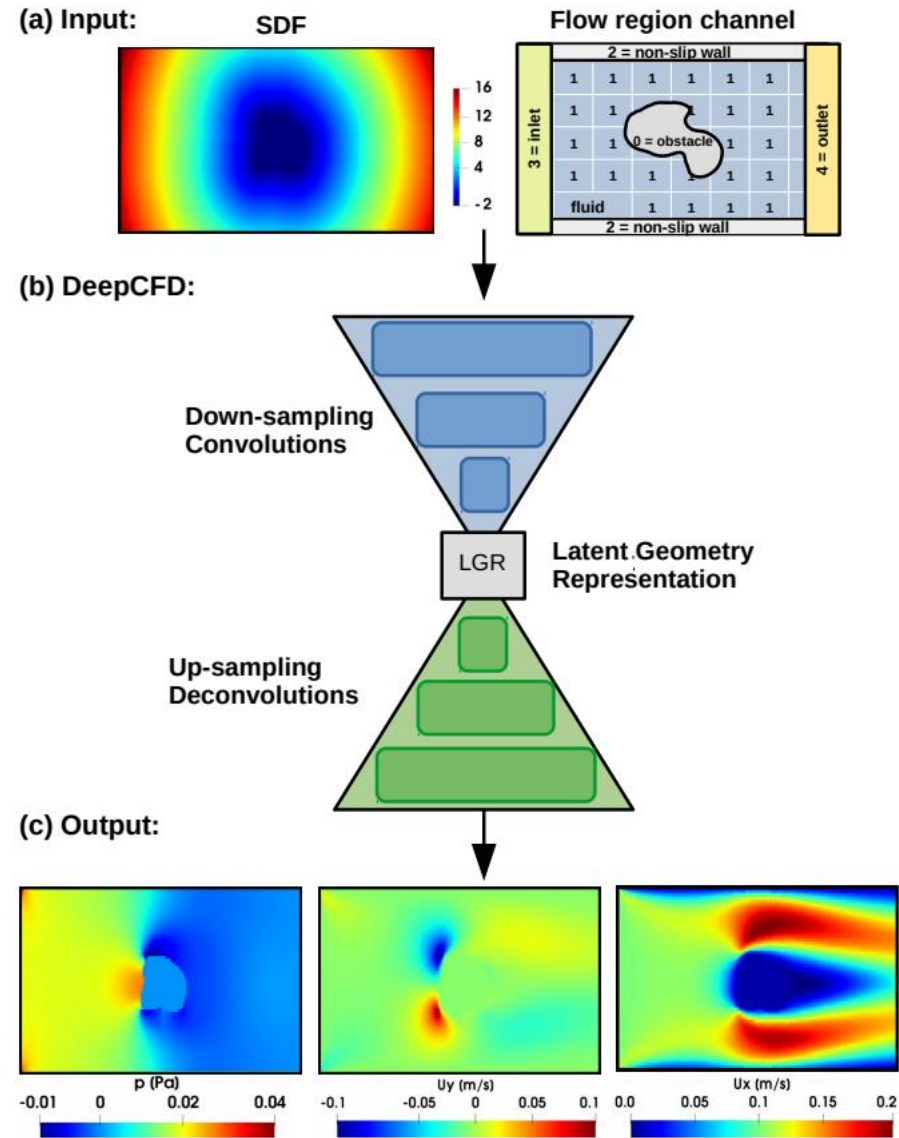 (a) Input:
SDF
Flow region channel
16
12
8
4
-2
2 = non-slip wall
3 = inlet
4 = outlet
1 1 1 1 1 1
1 1 1 1 1
1 1 0 = obstacle 1 1
1 1 1 1 1 1
fluid 1 1 1 1
2 = non-slip wall
(b) DeepCFD:
Down-sampling
Convolutions
LGR
Latent Geometry
Representation
Up-sampling
Deconvolutions
(c) Output:
p (Pa)
-0.01 0 0.02 0.04
Uy (m/s)
-0.1 -0.05 0.05 0.1
Ux (m/s)
0.0 0.05 0.1 0.15 0.2